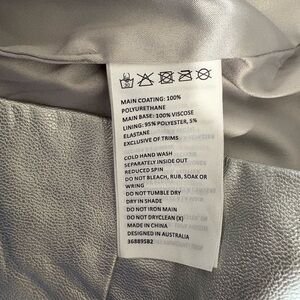 MAIN COATING: 100%
POLYURETHANE
MAIN BASE: 100% VISCOSE
LINING: 95% POLYESTER, 5%
ELASTANE
EXCLUSIVE OF TRIMS
COLD HAND WASH
SEPARATELY INSIDE OUT
REDUCED SPIN
DO NOT BLEACH, RUB, SOAK OR
WRING
DO NOT TUMBLE DRY
DRY IN SHADE
DO NOT IRON MAIN
DO NOT DRYCLEAN (X)
MADE IN CHINA
DESIGNED IN AUSTRALIA
36889582